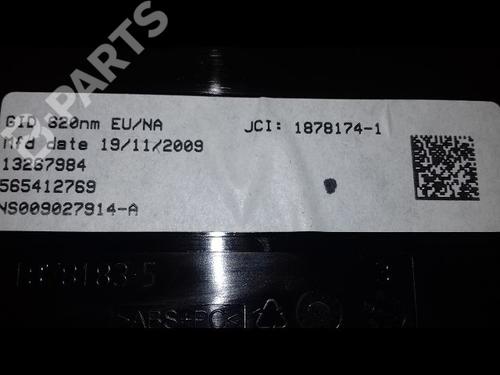 B-PARTS
GID 620nm EU/NA JCI: 1878174-1
Mfd date 19/11/2009
13267984
565412769
NS009027914-A
>ABS+PC<